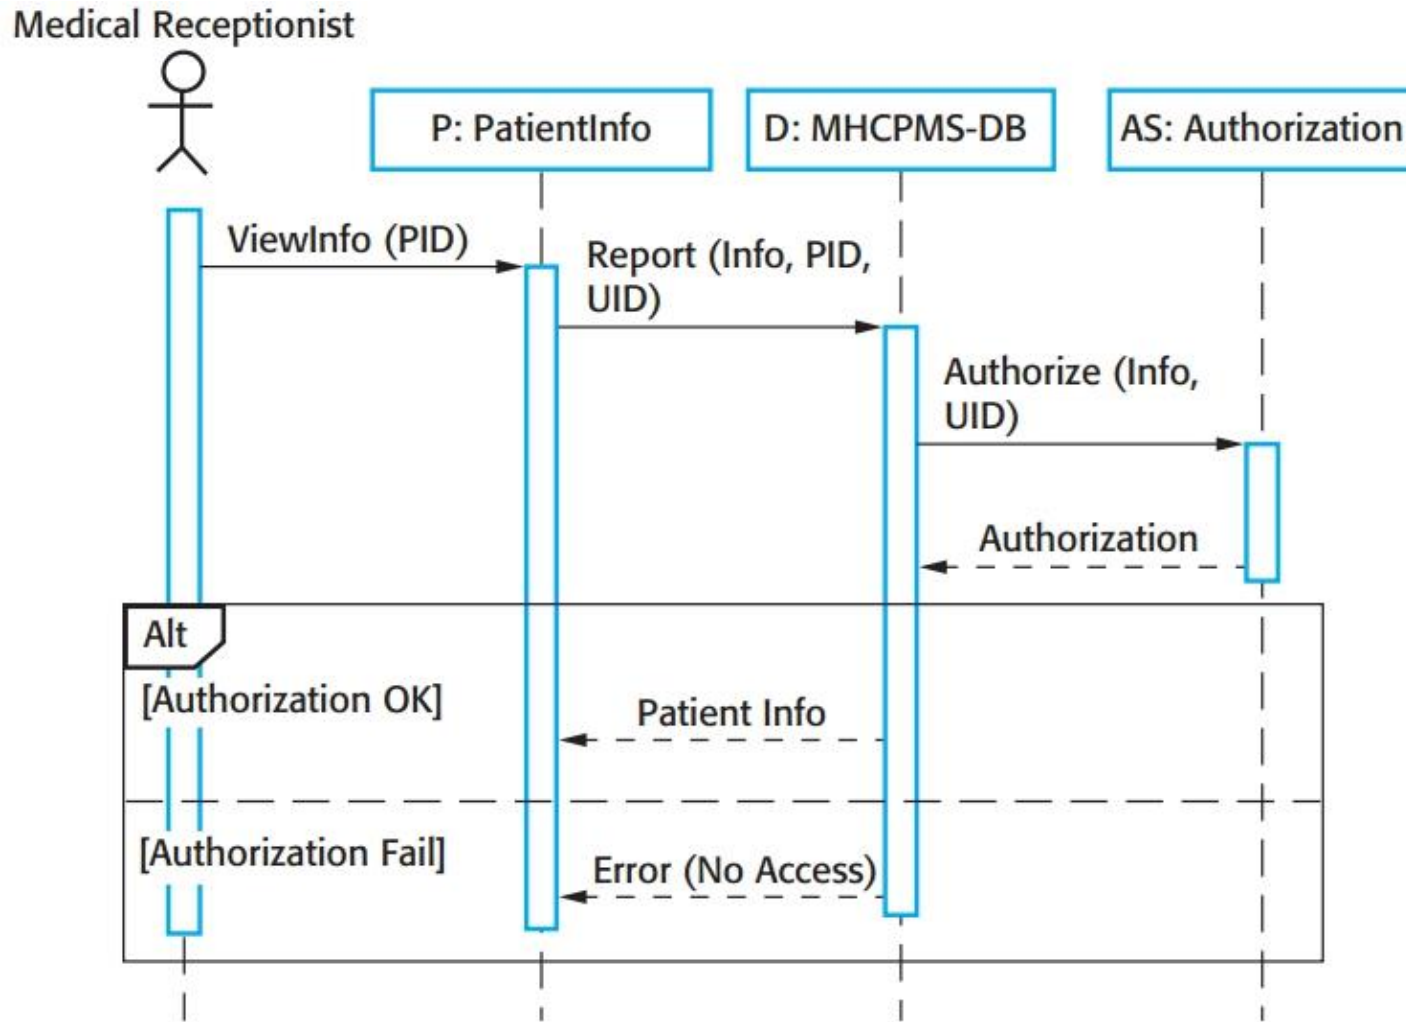 Medical Receptionist
P: PatientInfo
D: MHCPMS-DB
AS: Authorization
ViewInfo (PID)
Report (Info, PID,
UID)
Authorize (Info,
UID)
Authorization
Alt
[Authorization OK]
Patient Info
[Authorization Fail]
Error (No Access)